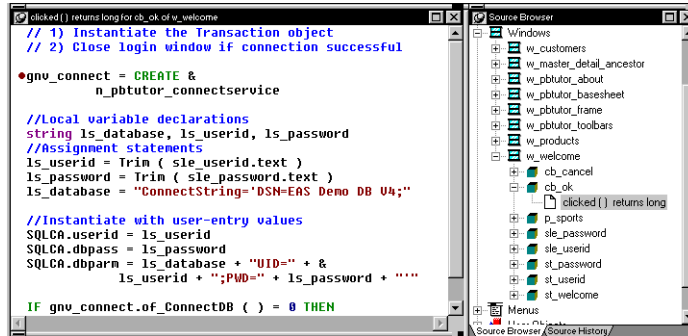 clicked ( ) returns long for cb_ok of w_welcome
// 1) Instantiate the Transaction object
// 2) Close login window if connection successful
gnv_connect = CREATE &
n_pbtutor_connectservice
//Local variable declarations
string ls_database, ls_userid, ls_password
//Assignment statements
ls_userid = Trim ( sle_userid.text )
ls_password = Trim ( sle_password.text )
ls_database = "ConnectString='DSN=EAS Demo DB V4;"
//Instantiate with user-entry values
SQLCA.userid = ls_userid
SQLCA.dbpass = ls_password
SQLCA.dbparm = ls_database + "UID=" + &
ls_userid + ";PWD=" + ls_password + "'"
IF gnv_connect.of_ConnectDB ( ) = 0 THEN
Source Browser
Windows
w_customers
w_master_detail_ancestor
w_pbtutor_about
w_pbtutor_basesheet
w_pbtutor_frame
w_pbtutor_toolbars
w_products
w_welcome
cb_cancel
cb_ok
clicked ( ) returns long
p_sports
sle_password
sle_userid
st_password
st_userid
st_welcome
Menus
Source Browser
Source History